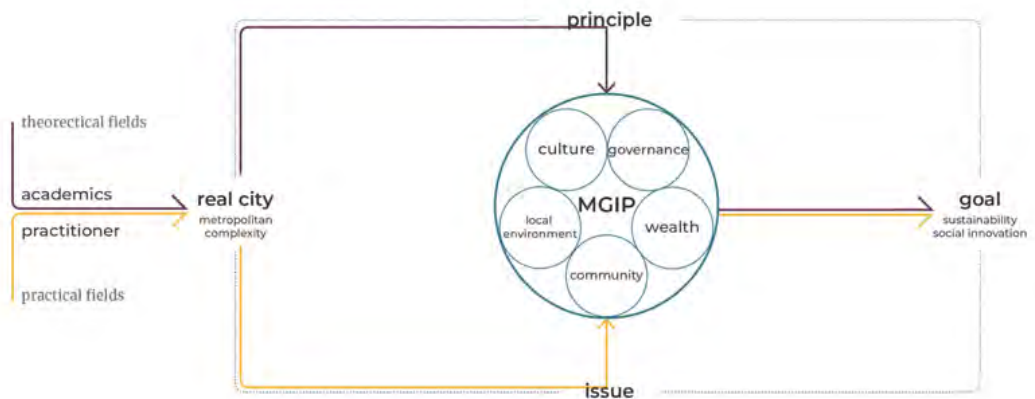 principle
theorectical fields
academics
practitioner
practical fields
real city
metropolitan
complexity
culture
governance
MGIP
local
environment
wealth
community
goal
sustainability
social innovation
issue